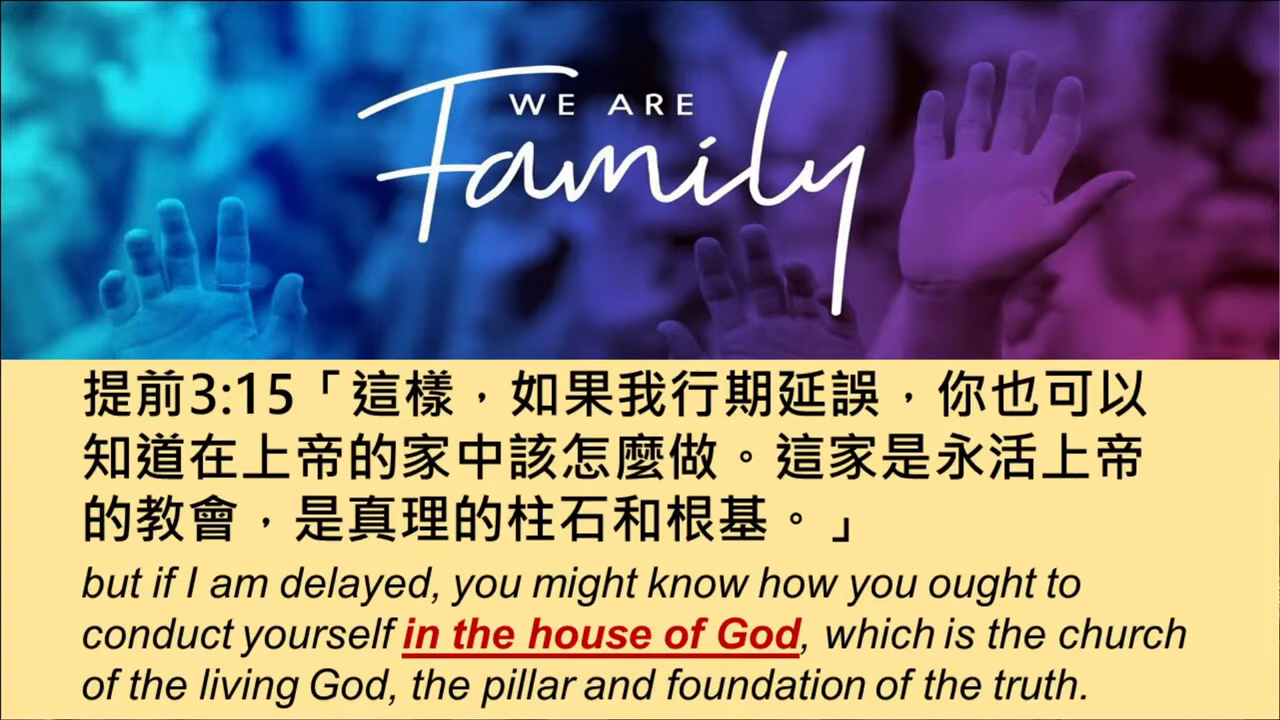 WE ARE
Family
提前3:15「這樣，如果我行期延誤，你也可以
知道在上帝的家中該怎麼做。這家是永活上帝
的教會，是真理的柱石和根基。」
but if I am delayed, you might know how you ought to
conduct yourself in the house of God, which is the church
of the living God, the pillar and foundation of the truth.